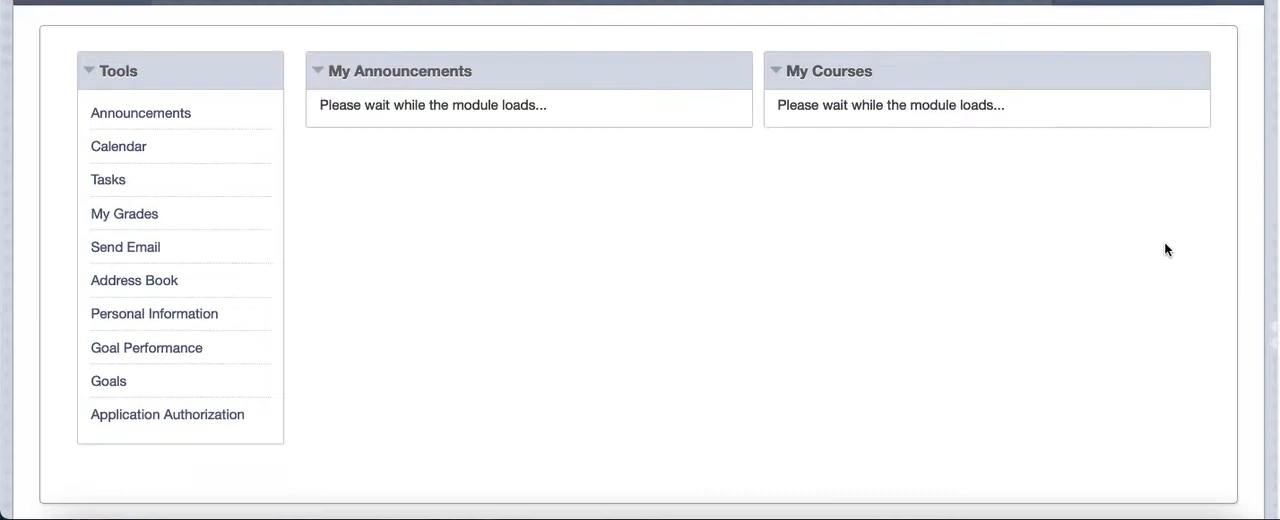 Tools
Announcements
Calendar
Tasks
My Grades
Send Email
Address Book
Personal Information
Goal Performance
Goals
Application Authorization
My Announcements
Please wait while the module loads...
My Courses
Please wait while the module loads...